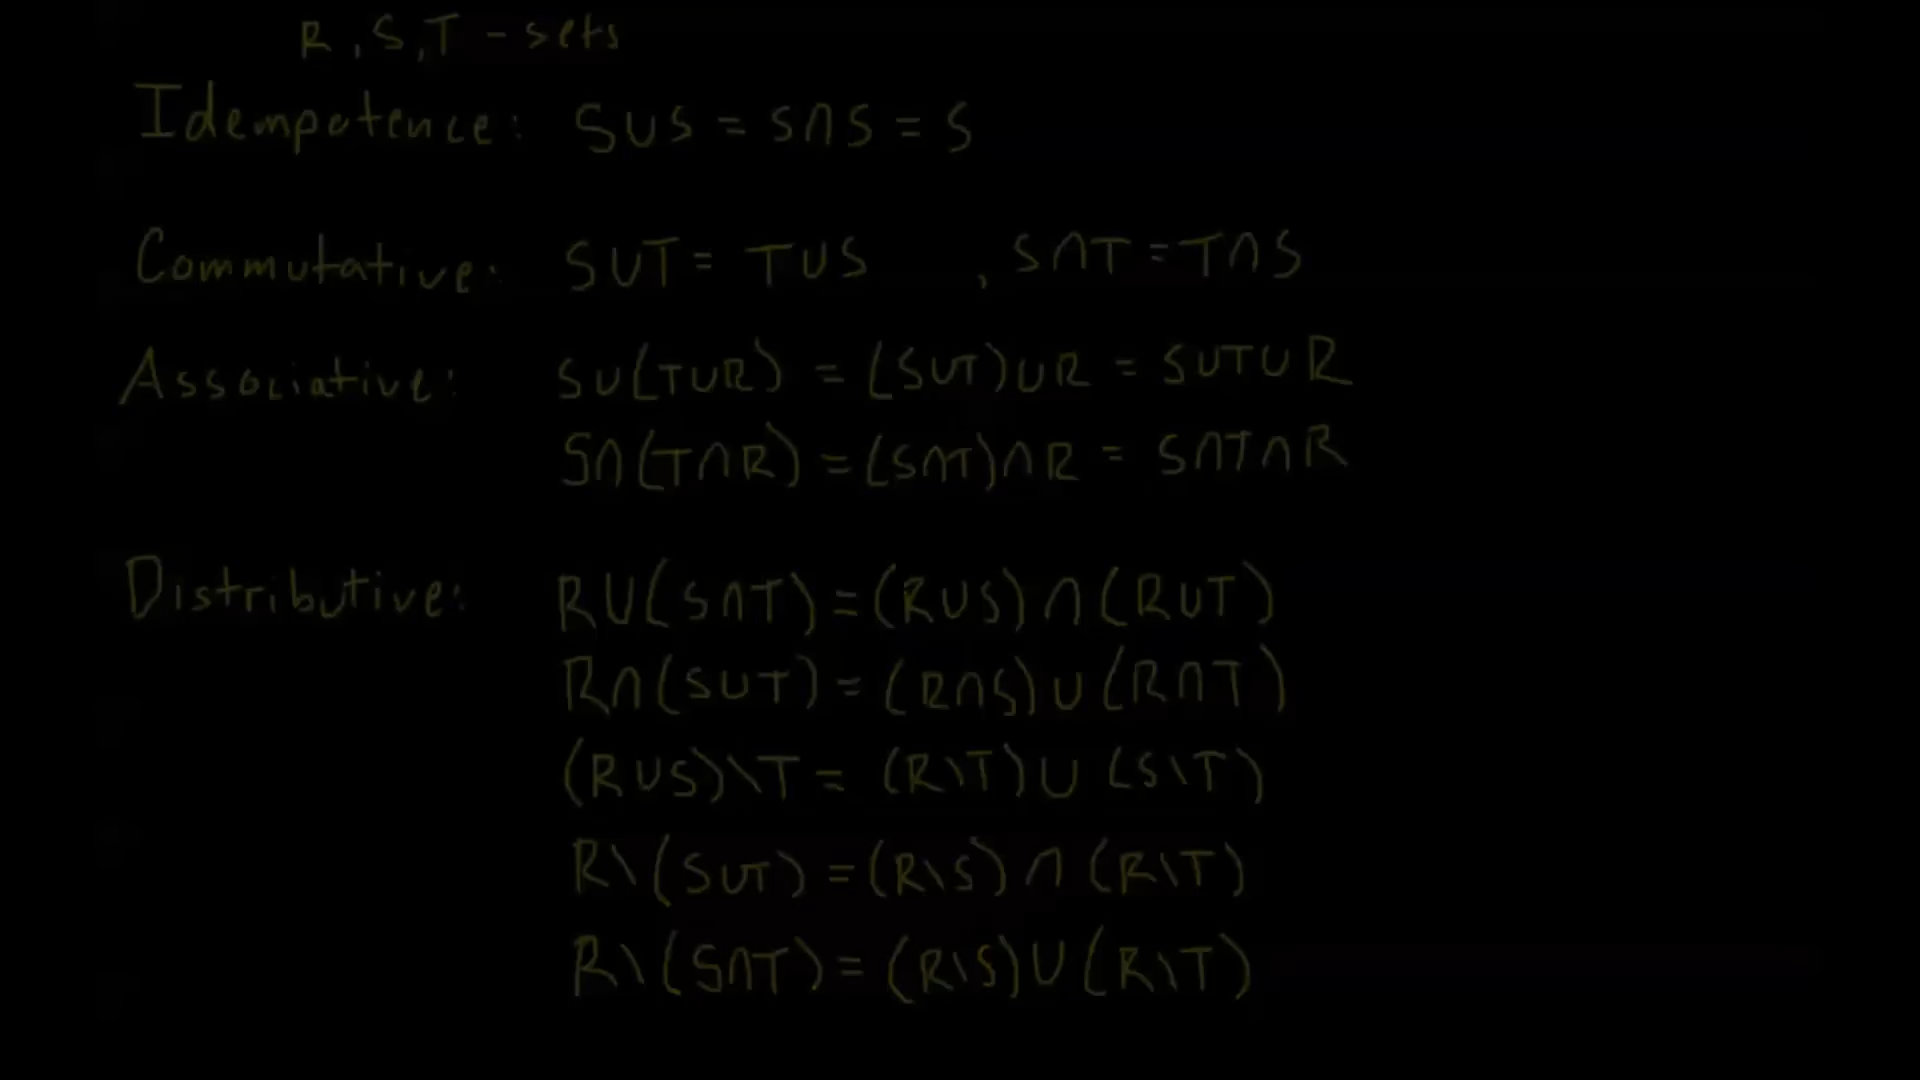 R, S, T - sets
Idempotence: S∪S = S∩S = S
Commutative: S∪T = T∪S , S∩T = T∩S
Associative: S∪(T∪R) = (S∪T)∪R = S∪T∪R
S∩(T∩R) = (S∩T)∩R = S∩T∩R
Distributive: R∪(S∩T) = (R∪S)∩(R∪T)
R∩(S∪T) = (R∩S)∪(R∩T)
(R∪S)\T = (R\T)∪(S\T)
R\(S∪T) = (R\S)∩(R\T)
R\(S∩T) = (R\S)∪(R\T)